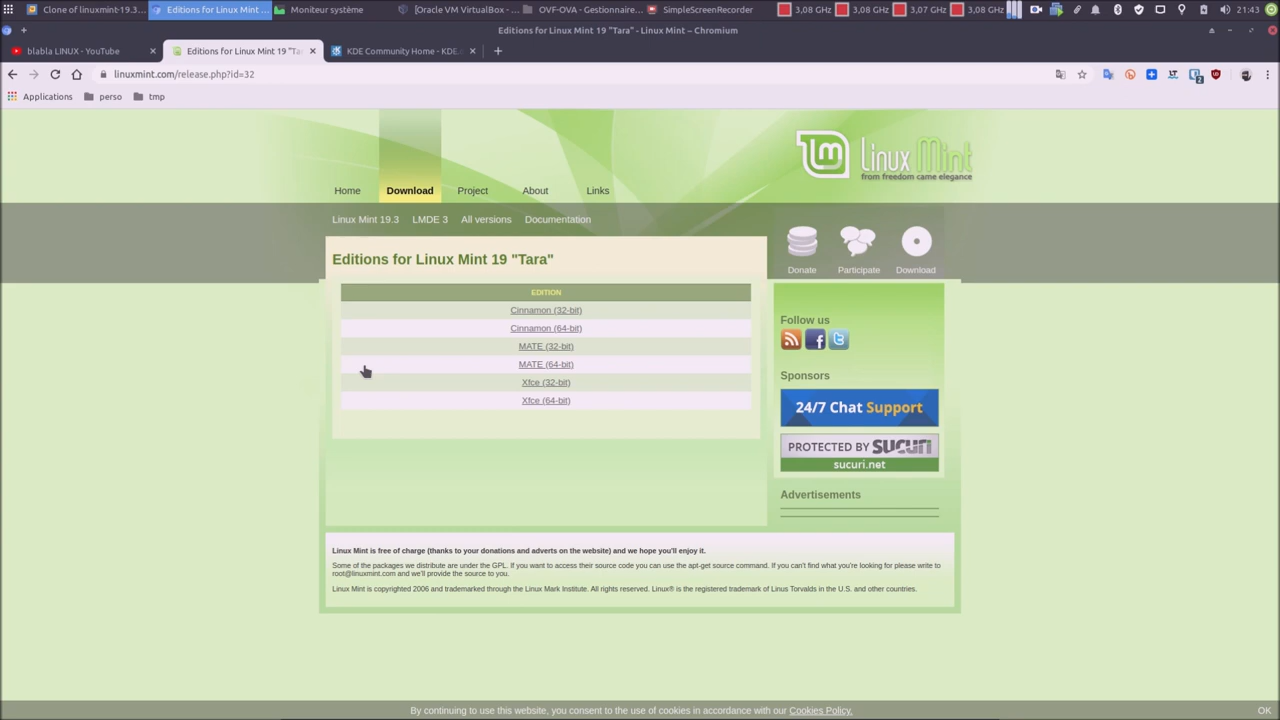 Clone of linuxmint-19.3...
Editions for Linux Mint ...
Moniteur système
[Oracle VM VirtualBox - ...
OVF-OVA - Gestionnaire...
SimpleScreenRecorder
3,08 GHz
3,08 GHz
3,07 GHz
3,08 GHz
21:43
Editions for Linux Mint 19 "Tara" - Linux Mint – Chromium
blabla LINUX - YouTube
Editions for Linux Mint 19 "Ta
KDE Community Home - KDE.
linuxmint.com/release.php?id=32
Applications
perso
tmp
Linux Mint
from freedom came elegance
Home
Download
Project
About
Links
Linux Mint 19.3
LMDE 3
All versions
Documentation
Donate
Participate
Download
Editions for Linux Mint 19 "Tara"
EDITION
Cinnamon (32-bit)
Cinnamon (64-bit)
MATE (32-bit)
MATE (64-bit)
Xfce (32-bit)
Xfce (64-bit)
Follow us
Sponsors
24/7 Chat Support
PROTECTED BY SUCURI
sucuri.net
Advertisements
Linux Mint is free of charge (thanks to your donations and adverts on the website) and we hope you'll enjoy it.
Some of the packages we distribute are under the GPL. If you want to access their source code you can use the apt-get source command. If you can't find what you're looking for please write to
root@linuxmint.com and we'll provide the source to you.
Linux Mint is copyrighted 2006 and trademarked through the Linux Mark Institute. All rights reserved. Linux® is the registered trademark of Linus Torvalds in the U.S. and other countries.
By continuing to use this website, you consent to the use of cookies in accordance with our Cookies Policy.
OK